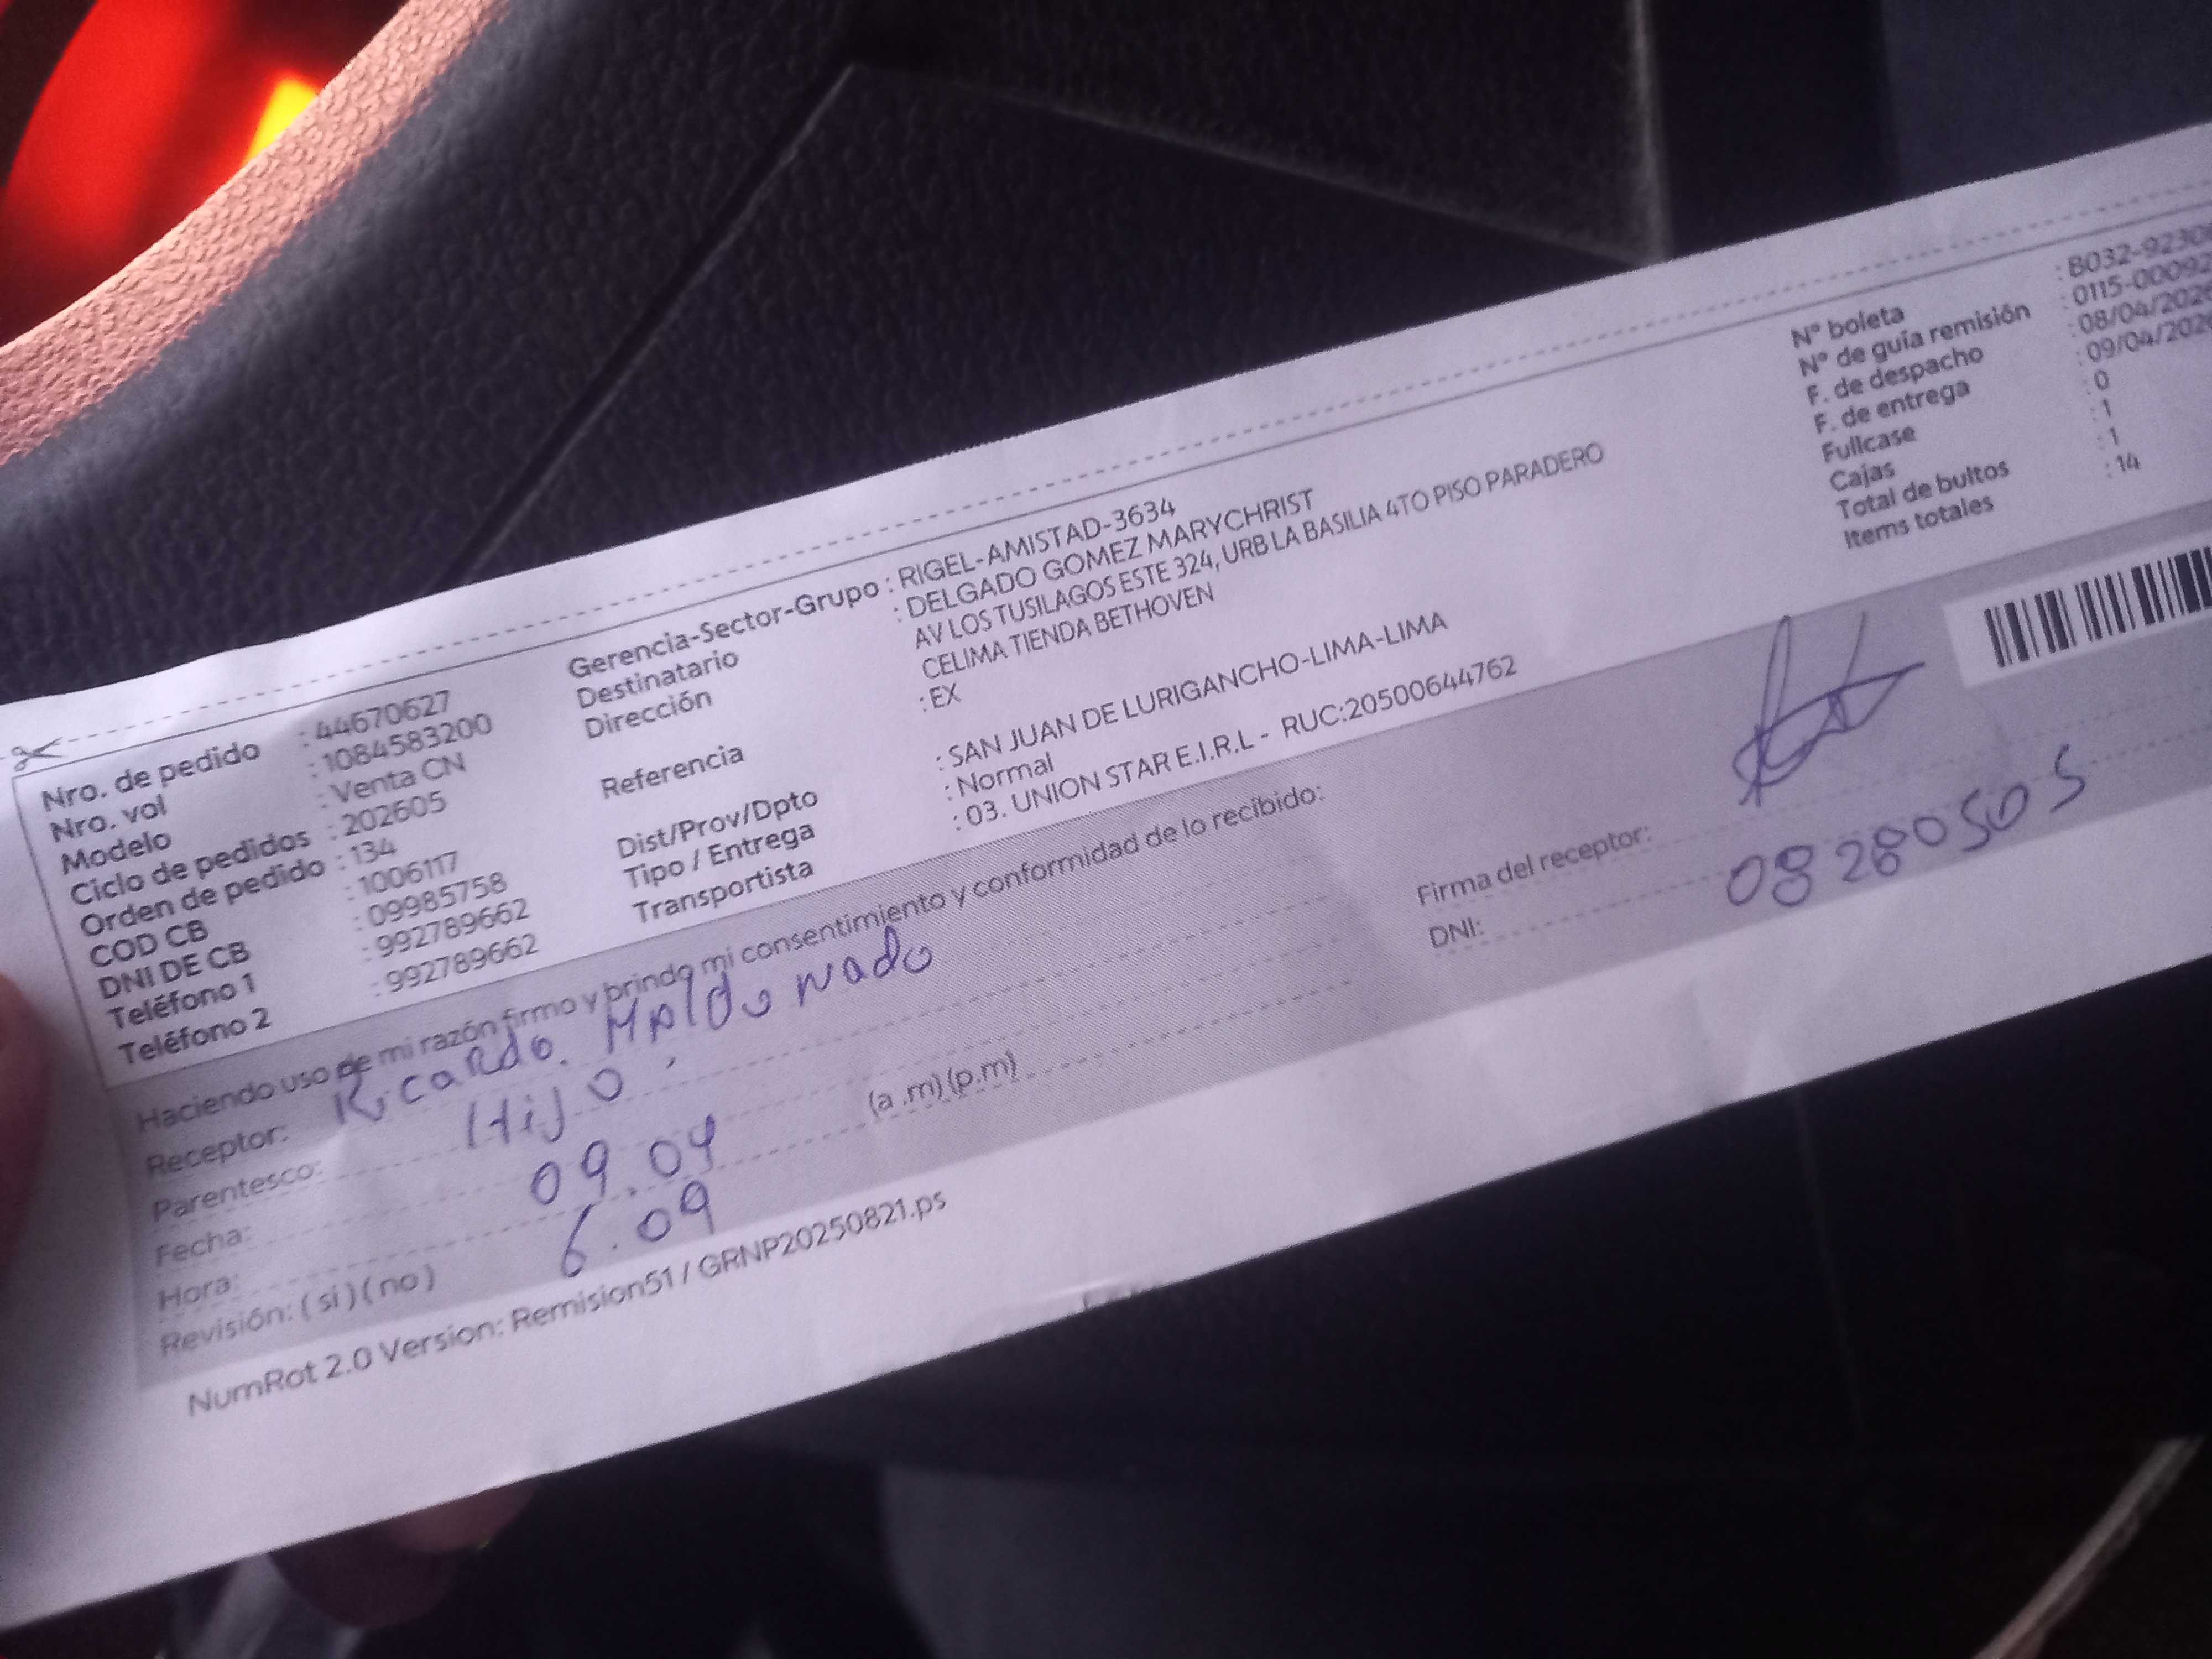 Nro. de pedido : 44670627
Nro. vol : 1084583200
Modelo : Venta CN
Ciclo de pedidos : 202605
Orden de pedido : 134
COD CB : 1006117
DNI DE CB : 09985758
Teléfono 1 : 992789662
Teléfono 2 : 992789662
Gerencia-Sector-Grupo : RIGEL-AMISTAD-3634
Destinatario : DELGADO GOMEZ MARYCHRIST
Dirección AV LOS TUSILAGOS ESTE 324, URB LA BASILIA 4TO PISO PARADERO
CELIMA TIENDA BETHOVEN
Referencia : EX
Dist/Prov/Dpto : SAN JUAN DE LURIGANCHO-LIMA-LIMA
Tipo / Entrega : Normal
Transportista : 03. UNION STAR E.I.R.L - RUC:20500644762
N° boleta : B032-9230
N° de guía remisión : 0115-00092
F. de despacho : 08/04/202
F. de entrega : 09/04/202
Fullcase : 0
Cajas : 1
Total de bultos : 1
Items totales : 14
Haciendo uso de mi razón firmo y brindo mi consentimiento y conformidad de lo recibido:
Receptor: Ricardo. Maldonado
Parentesco: Hijo.
Fecha: 09.04
Hora: 6.09 (a .m) (p.m)
Revisión: ( si ) ( no )
Firma del receptor:
DNI: 08280505
NumRot 2.0 Version: Remision51 / GRNP20250821.ps